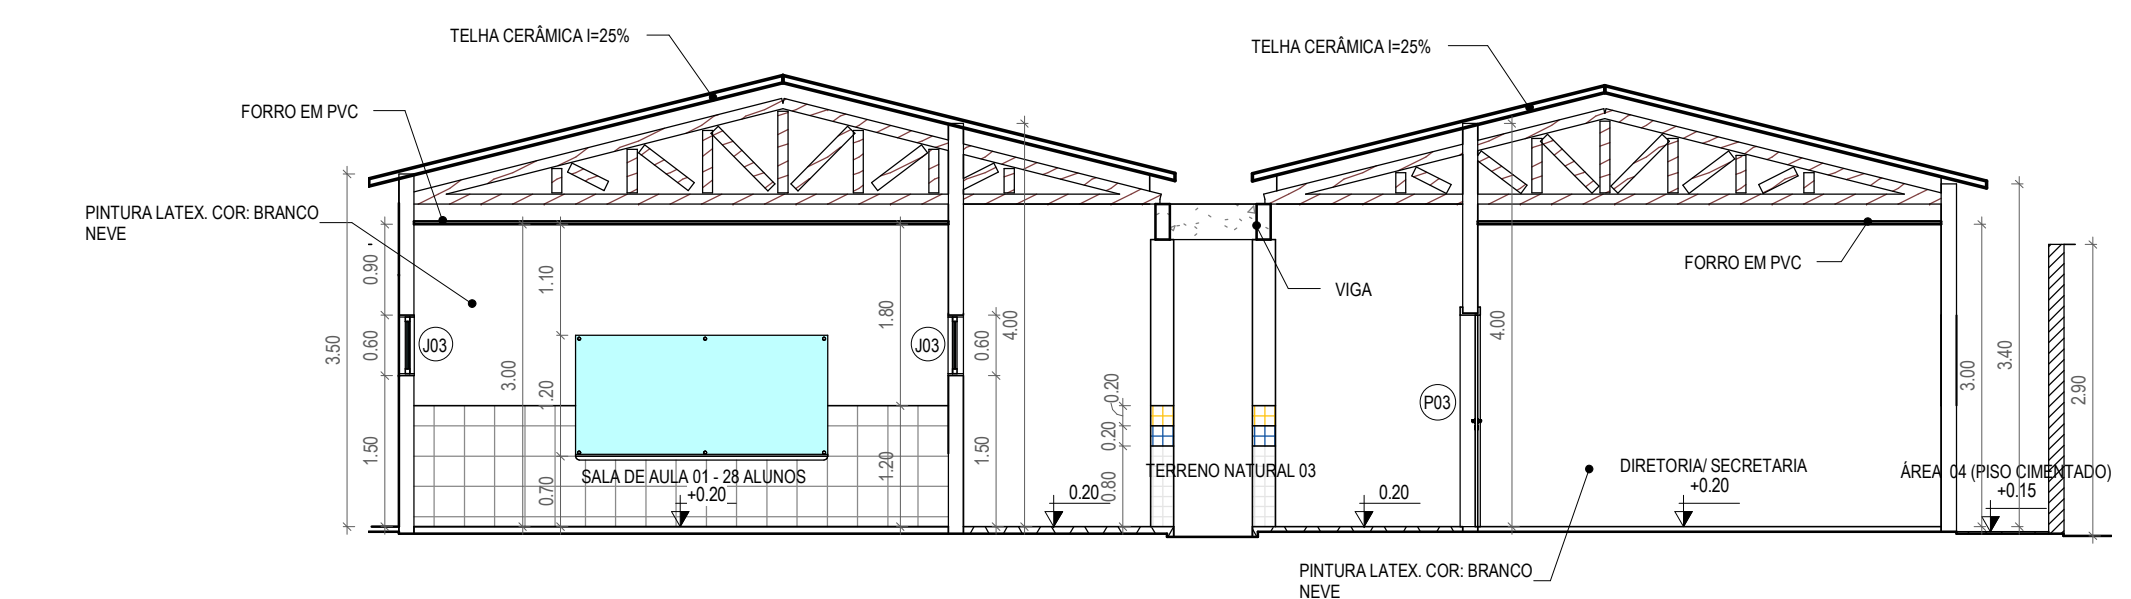 TELHA CERÂMICA I=25%
TELHA CERÂMICA I=25%
FORRO EM PVC
PINTURA LATEX. COR: BRANCO
NEVE
FORRO EM PVC
VIGA
3.50
0.90
0.60
1.50
J03
3.00
1.10
.20
0.70
1.80
1.20
J03
0.60
1.50
4.00
0.20
0.20
0.80
4.00
P03
3.00
3.40
2.90
SALA DE AULA 01 - 28 ALUNOS
+0.20
0.20
TERRENO NATURAL 03
0.20
DIRETORIA/ SECRETARIA
+0.20
ÁREA 04 (PISO CIMENTADO)
+0.15
PINTURA LATEX. COR: BRANCO
NEVE